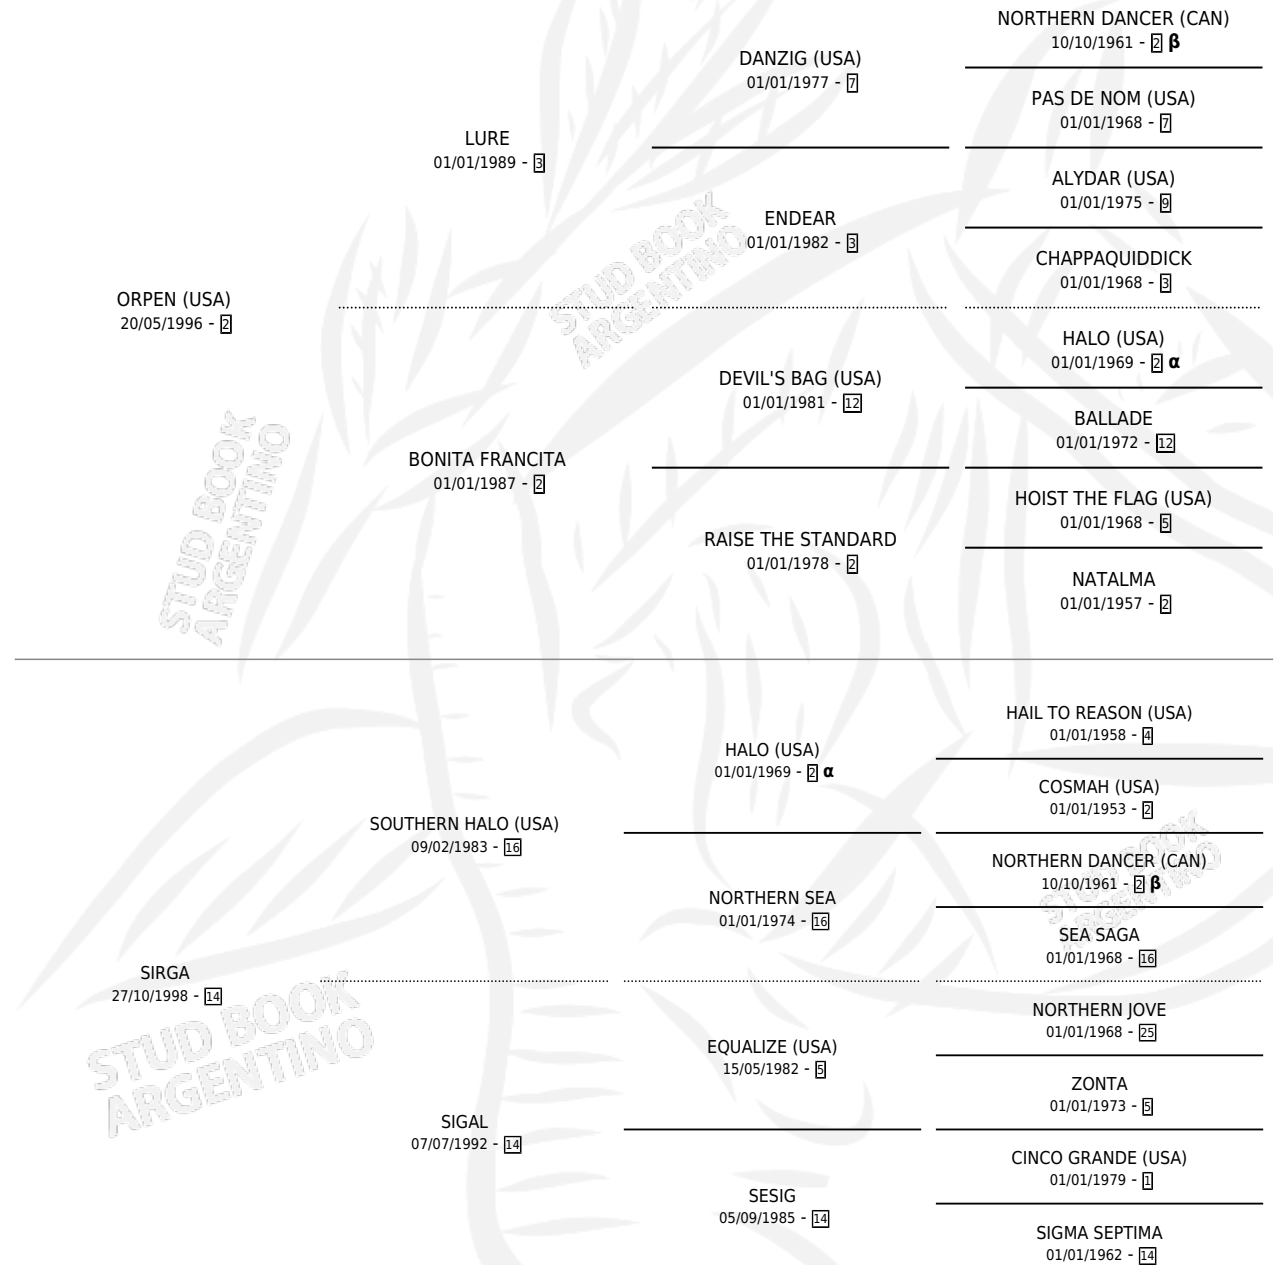 ORPEN (USA)
20/05/1996 - 2
LURE
01/01/1989 - 3
BONITA FRANCITA
01/01/1987 - 2
DANZIG (USA)
01/01/1977 - 7
ENDEAR
01/01/1982 - 3
DEVIL'S BAG (USA)
01/01/1981 - 12
RAISE THE STANDARD
01/01/1978 - 2
NORTHERN DANCER (CAN)
10/10/1961 - 2 β
PAS DE NOM (USA)
01/01/1968 - 7
ALYDAR (USA)
01/01/1975 - 9
CHAPPAQUIDDICK
01/01/1968 - 3
HALO (USA)
01/01/1969 - 2 α
BALLADE
01/01/1972 - 12
HOIST THE FLAG (USA)
01/01/1968 - 5
NATALMA
01/01/1957 - 2
SIRGA
27/10/1998 - 14
SOUTHERN HALO (USA)
09/02/1983 - 16
SIGAL
07/07/1992 - 14
HALO (USA)
01/01/1969 - 2 α
NORTHERN SEA
01/01/1974 - 16
EQUALIZE (USA)
15/05/1982 - 5
SESIG
05/09/1985 - 14
HAIL TO REASON (USA)
01/01/1958 - 4
COSMAH (USA)
01/01/1953 - 2
NORTHERN DANCER (CAN)
10/10/1961 - 2 β
SEA SAGA
01/01/1968 - 16
NORTHERN JOVE
01/01/1968 - 25
ZONTA
01/01/1973 - 5
CINCO GRANDE (USA)
01/01/1979 - 1
SIGMA SEPTIMA
01/01/1962 - 14
STUD BOOK
ARGENTINO
STUD BOOK
ARGENTINO
STUD BOOK
ARGENTINO
STUD BOOK
ARGENTINO